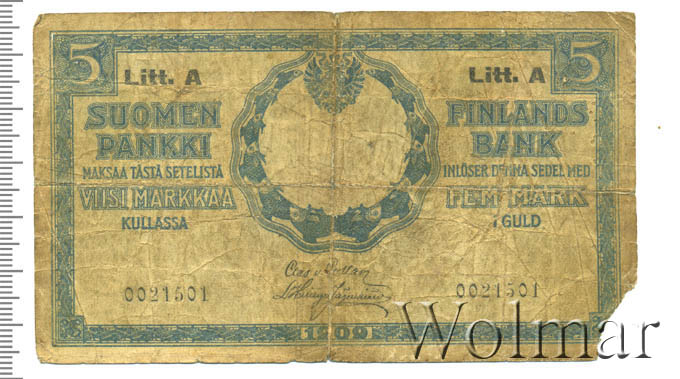 5 5
Litt. A Litt. A
SUOMEN FINLANDS
PANKKI BANK
MAKSAA TÄSTÄ SETELISTÄ INLÖSER DENNA SEDEL MED
VIISI MARKKAA FEM MARK
KULLASSA I GULD
0021501 0021501
1909
Wolmar